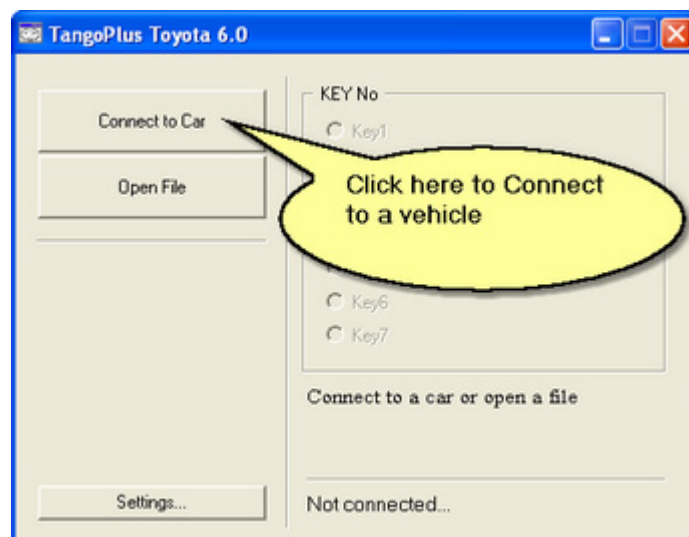 TangoPlus Toyota 6.0
Connect to Car
Open File
Settings...
KEY No
Key1
Click here to Connect
to a vehicle
Key6
Key7
Connect to a car or open a file
Not connected...